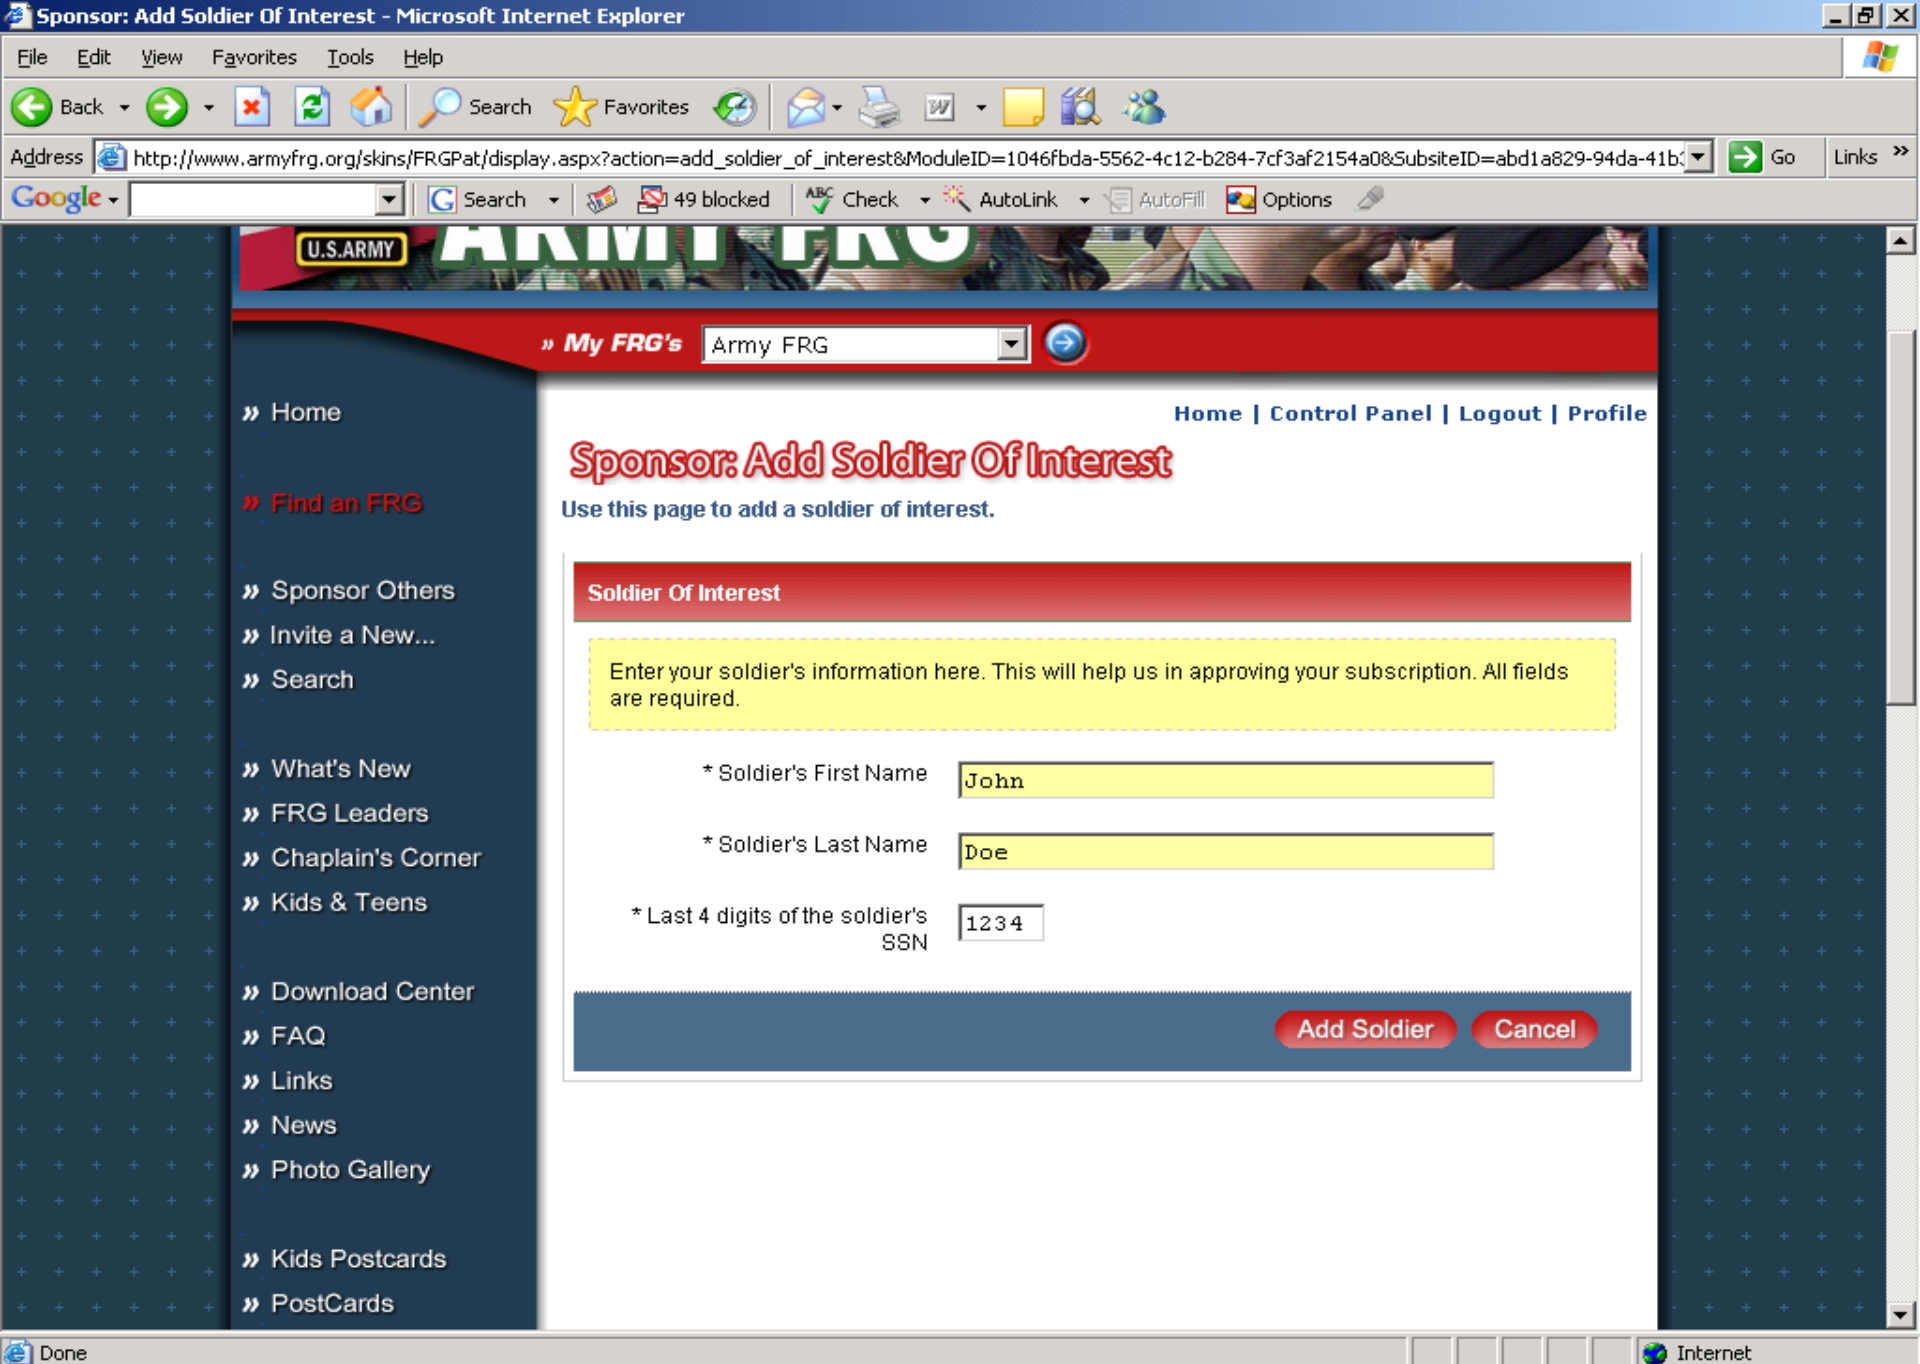 Sponsor: Add Soldier Of Interest - Microsoft Internet Explorer
File Edit View Favorites Tools Help
Back Search Favorites
Address http://www.armyfrg.org/skins/FRGPat/display.aspx?action=add_soldier_of_interest&ModuleID=1046fbda-5562-4c12-b284-7cf3af2154a0&SubsiteID=abd1a829-94da-41b Go Links »
Google Search 49 blocked ABC Check AutoLink AutoFill Options
U.S.ARMY ARMY FRG
» My FRG's Army FRG
Home | Control Panel | Logout | Profile
» Home
» Find an FRG
» Sponsor Others
» Invite a New...
» Search
» What's New
» FRG Leaders
» Chaplain's Corner
» Kids & Teens
» Download Center
» FAQ
» Links
» News
» Photo Gallery
» Kids Postcards
» PostCards
Sponsor: Add Soldier Of Interest
Use this page to add a soldier of interest.
Soldier Of Interest
Enter your soldier's information here. This will help us in approving your subscription. All fields
are required.
* Soldier's First Name John
* Soldier's Last Name Doe
* Last 4 digits of the soldier's 1234
SSN
Add Soldier Cancel
Done Internet